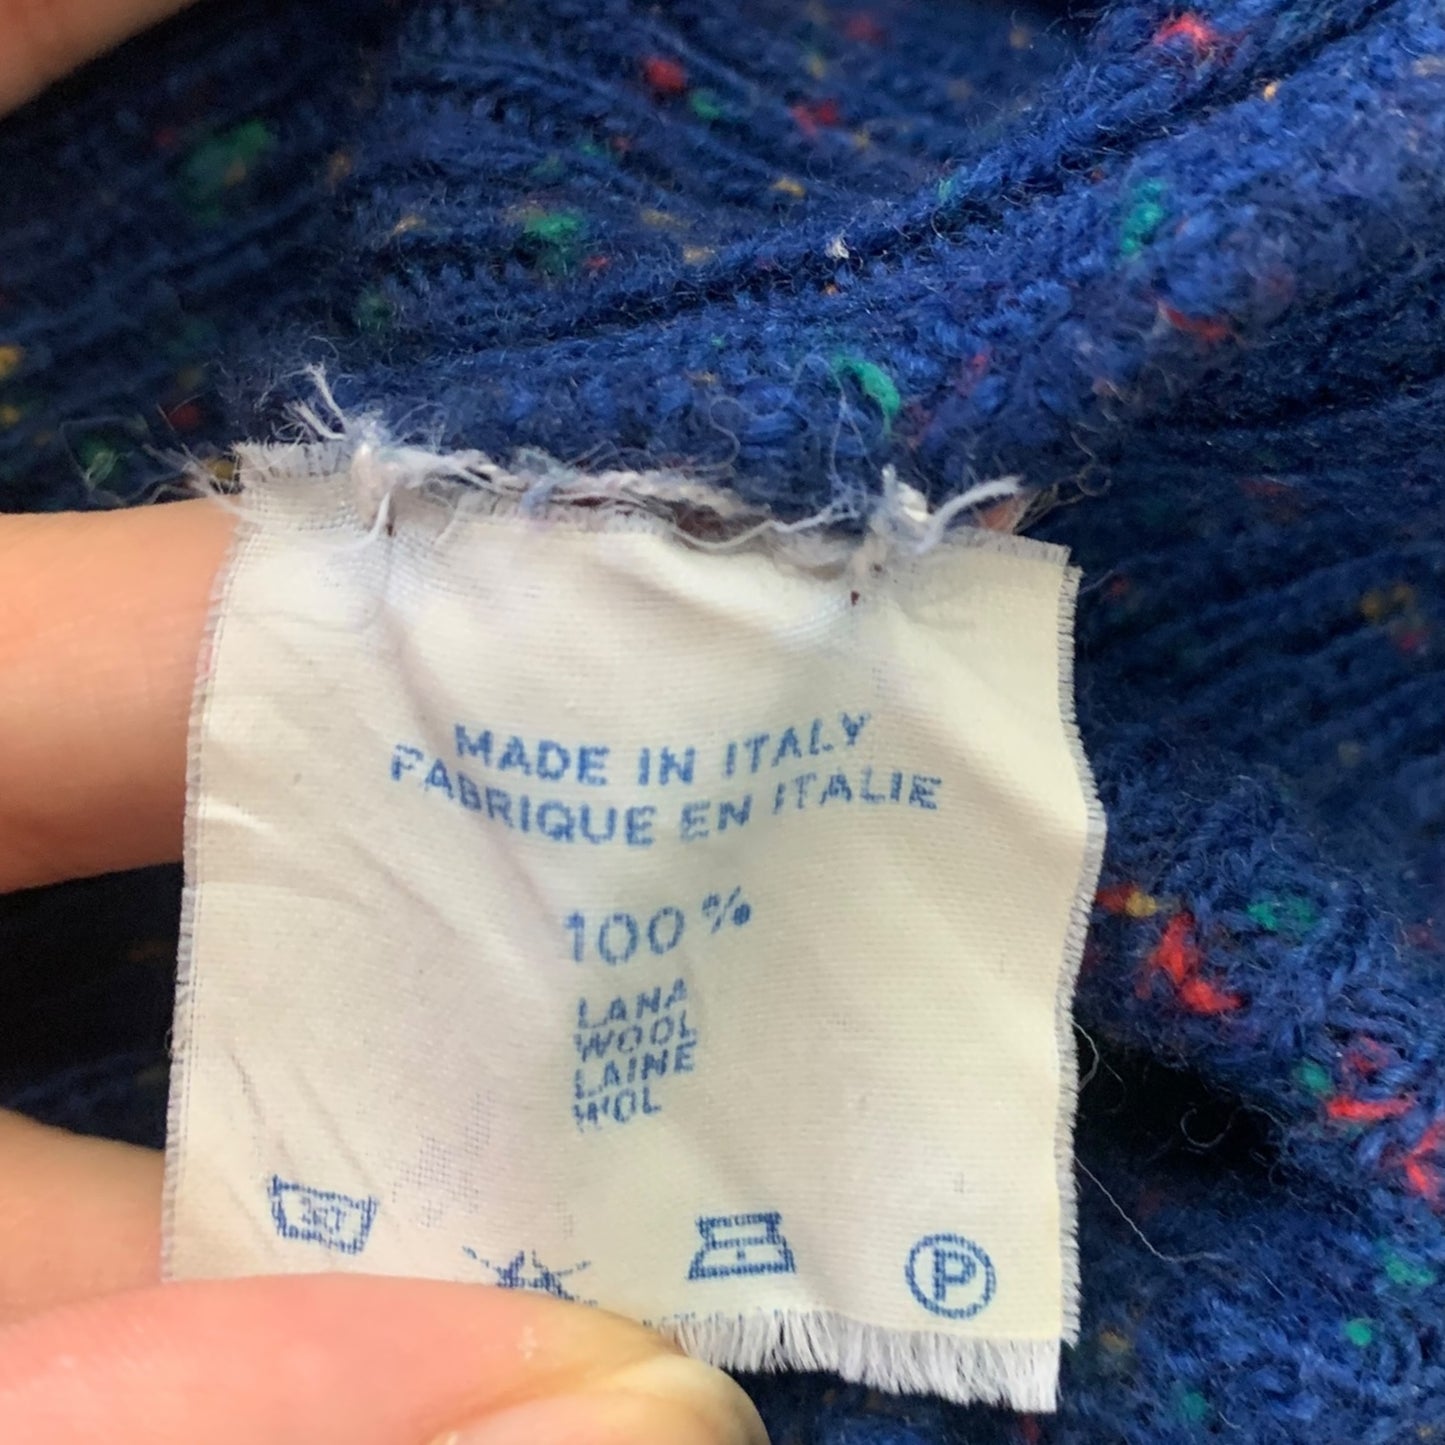 MADE IN ITALY
FABRIQUE EN ITALIE
100%
LANA
WOOL
LAINE
WOL
P